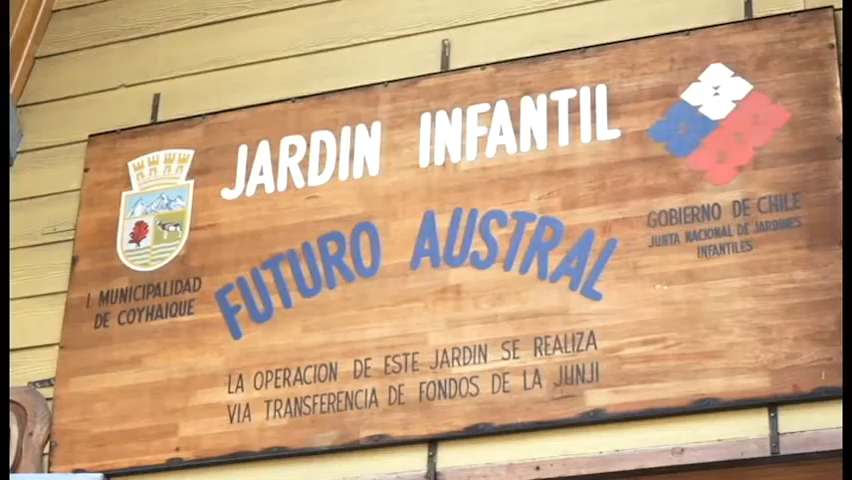 JARDIN INFANTIL
FUTURO AUSTRAL
I. MUNICIPALIDAD
DE COYHAIQUE
GOBIERNO DE CHILE
JUNTA NACIONAL DE JARDINES
INFANTILES
LA OPERACION DE ESTE JARDIN SE REALIZA
VIA TRANSFERENCIA DE FONDOS DE LA JUNJI